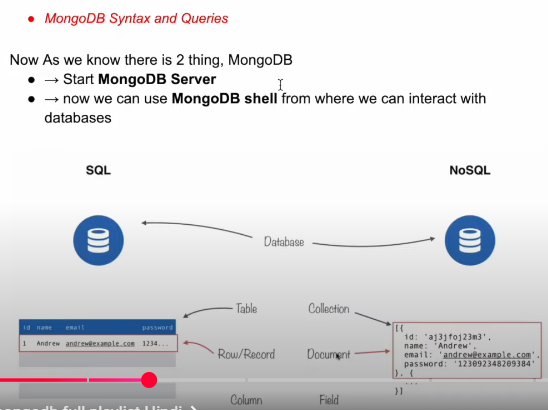 ● MongoDB Syntax and Queries
Now As we know there is 2 thing, MongoDB
● → Start MongoDB Server
● → now we can use MongoDB shell from where we can interact with
databases
SQL
NoSQL
Database
Table
Collection
id name email password
1 Andrew andrew@example.com 1234...
Row/Record
Document
[{
id: 'aj3jfoj23m3',
name: 'Andrew',
email: 'andrew@example.com',
password: '123092348209384'
}, {
...
}]
Column
Field
mongodb full playlist Hindi